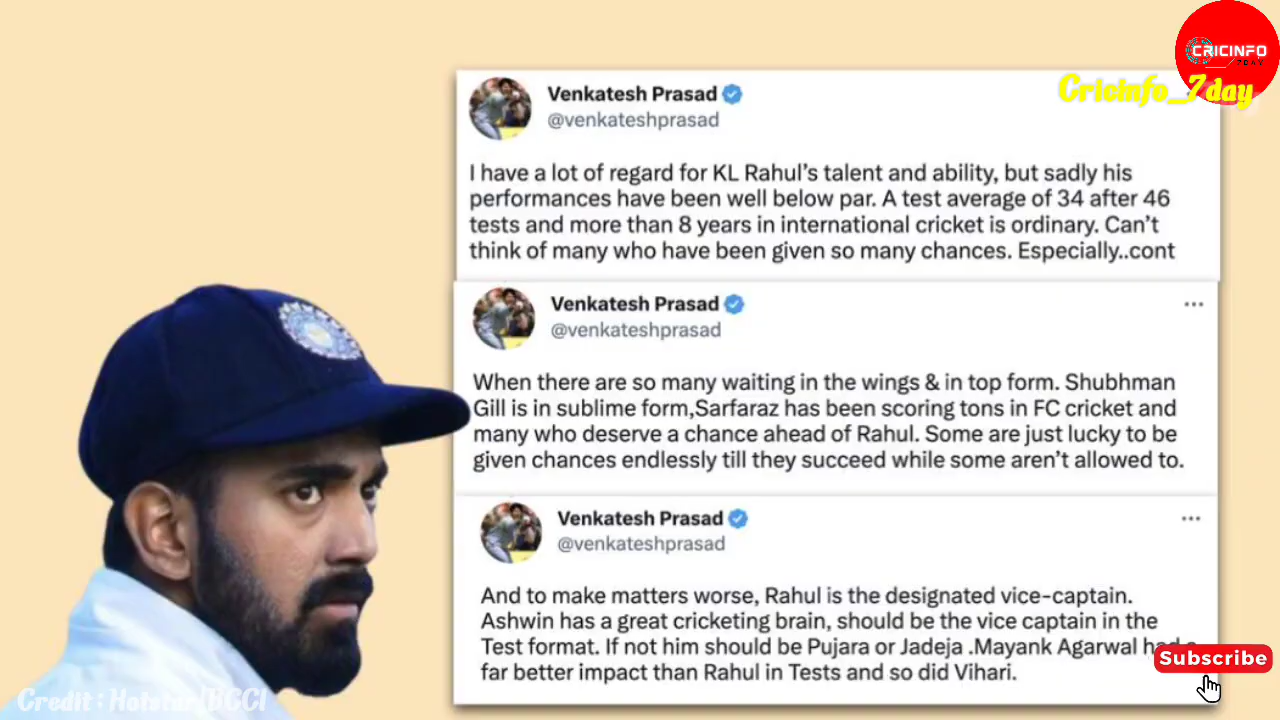 CRICINFO
7DAY
Cricinfo_7day
Venkatesh Prasad
@venkateshprasad
I have a lot of regard for KL Rahul's talent and ability, but sadly his
performances have been well below par. A test average of 34 after 46
tests and more than 8 years in international cricket is ordinary. Can't
think of many who have been given so many chances. Especially..cont
Venkatesh Prasad
@venkateshprasad
When there are so many waiting in the wings & in top form. Shubhman
Gill is in sublime form,Sarfaraz has been scoring tons in FC cricket and
many who deserve a chance ahead of Rahul. Some are just lucky to be
given chances endlessly till they succeed while some aren't allowed to.
Venkatesh Prasad
@venkateshprasad
And to make matters worse, Rahul is the designated vice-captain.
Ashwin has a great cricketing brain, should be the vice captain in the
Test format. If not him should be Pujara or Jadeja .Mayank Agarwal had a
far better impact than Rahul in Tests and so did Vihari.
Subscribe
Credit : Hotstar/BCCI